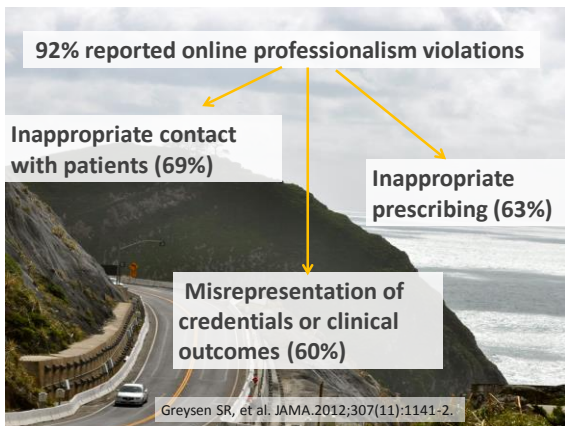 92% reported online professionalism violations
Inappropriate contact
with patients (69%)
Inappropriate
prescribing (63%)
Misrepresentation of
credentials or clinical
outcomes (60%)
Greysen SR, et al. JAMA.2012;307(11):1141-2.